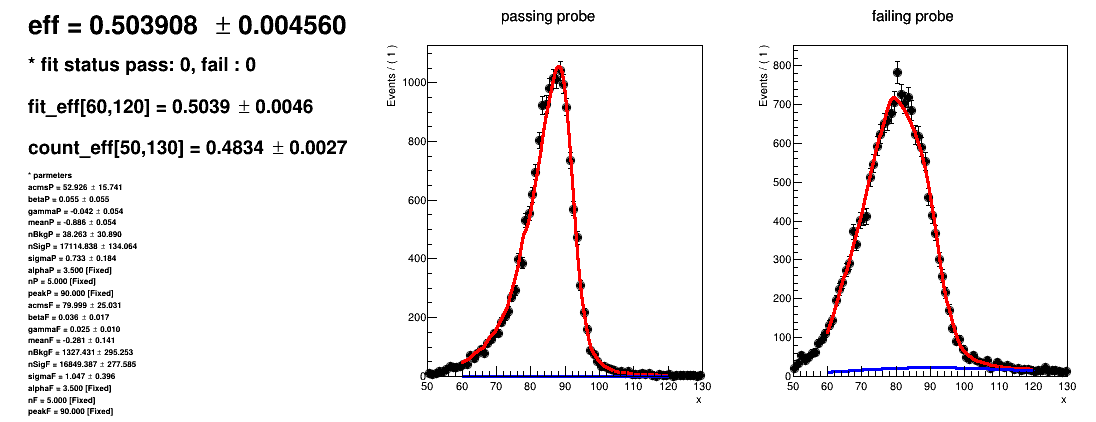 eff = 0.503908 ± 0.004560
* fit status pass: 0, fail : 0
fit_eff[60,120] = 0.5039 ± 0.0046
count_eff[50,130] = 0.4834 ± 0.0027
* parmeters
acmsP = 52.926 ± 15.741
betaP = 0.055 ± 0.055
gammaP = -0.042 ± 0.054
meanP = -0.886 ± 0.054
nBkgP = 38.263 ± 30.890
nSigP = 17114.838 ± 134.064
sigmaP = 0.733 ± 0.184
alphaP = 3.500 [Fixed]
nP = 5.000 [Fixed]
peakP = 90.000 [Fixed]
acmsF = 79.999 ± 25.031
betaF = 0.036 ± 0.017
gammaF = 0.025 ± 0.010
meanF = -0.281 ± 0.141
nBkgF = 1327.431 ± 295.253
nSigF = 16849.387 ± 277.585
sigmaF = 1.047 ± 0.396
alphaF = 3.500 [Fixed]
nF = 5.000 [Fixed]
peakF = 90.000 [Fixed]
passing probe
Events / ( 1 )
1000
800
600
400
200
0
50 60 70 80 90 100 110 120 130
x
failing probe
Events / ( 1 )
800
700
600
500
400
300
200
100
0
50 60 70 80 90 100 110 120 130
x